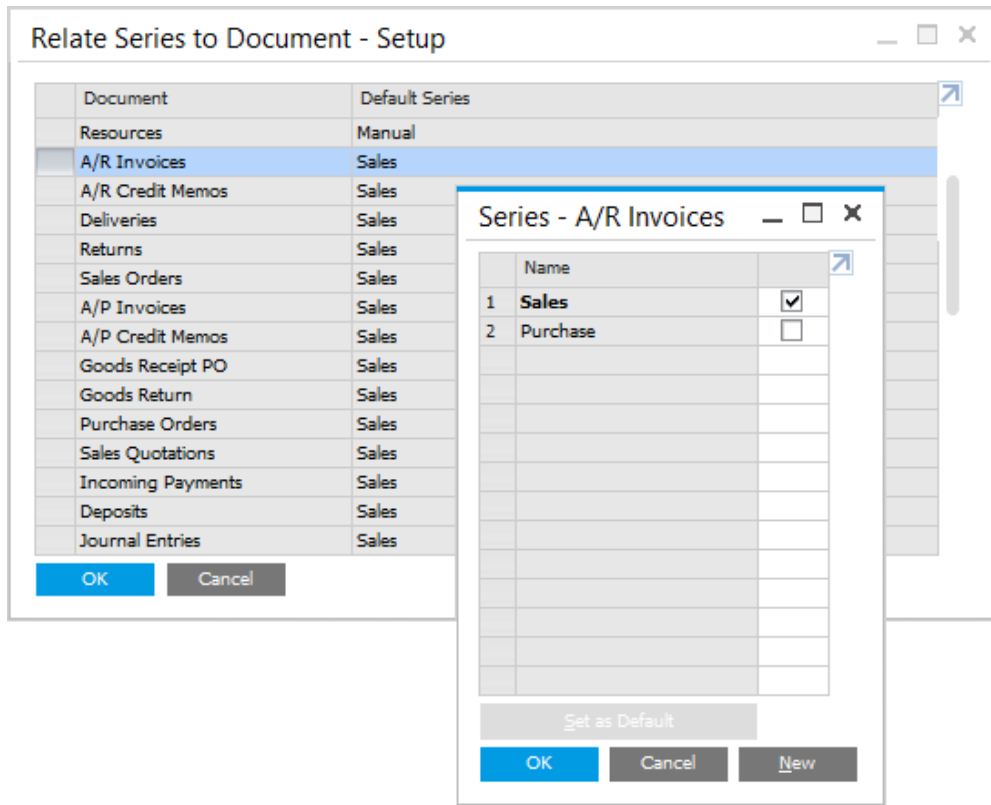 Relate Series to Document - Setup
Document Default Series
Resources Manual
A/R Invoices Sales
A/R Credit Memos Sales
Deliveries Sales
Returns Sales
Sales Orders Sales
A/P Invoices Sales
A/P Credit Memos Sales
Goods Receipt PO Sales
Goods Return Sales
Purchase Orders Sales
Sales Quotations Sales
Incoming Payments Sales
Deposits Sales
Journal Entries Sales
OK Cancel
Series - A/R Invoices
Name
1 Sales
2 Purchase
Set as Default
OK Cancel New